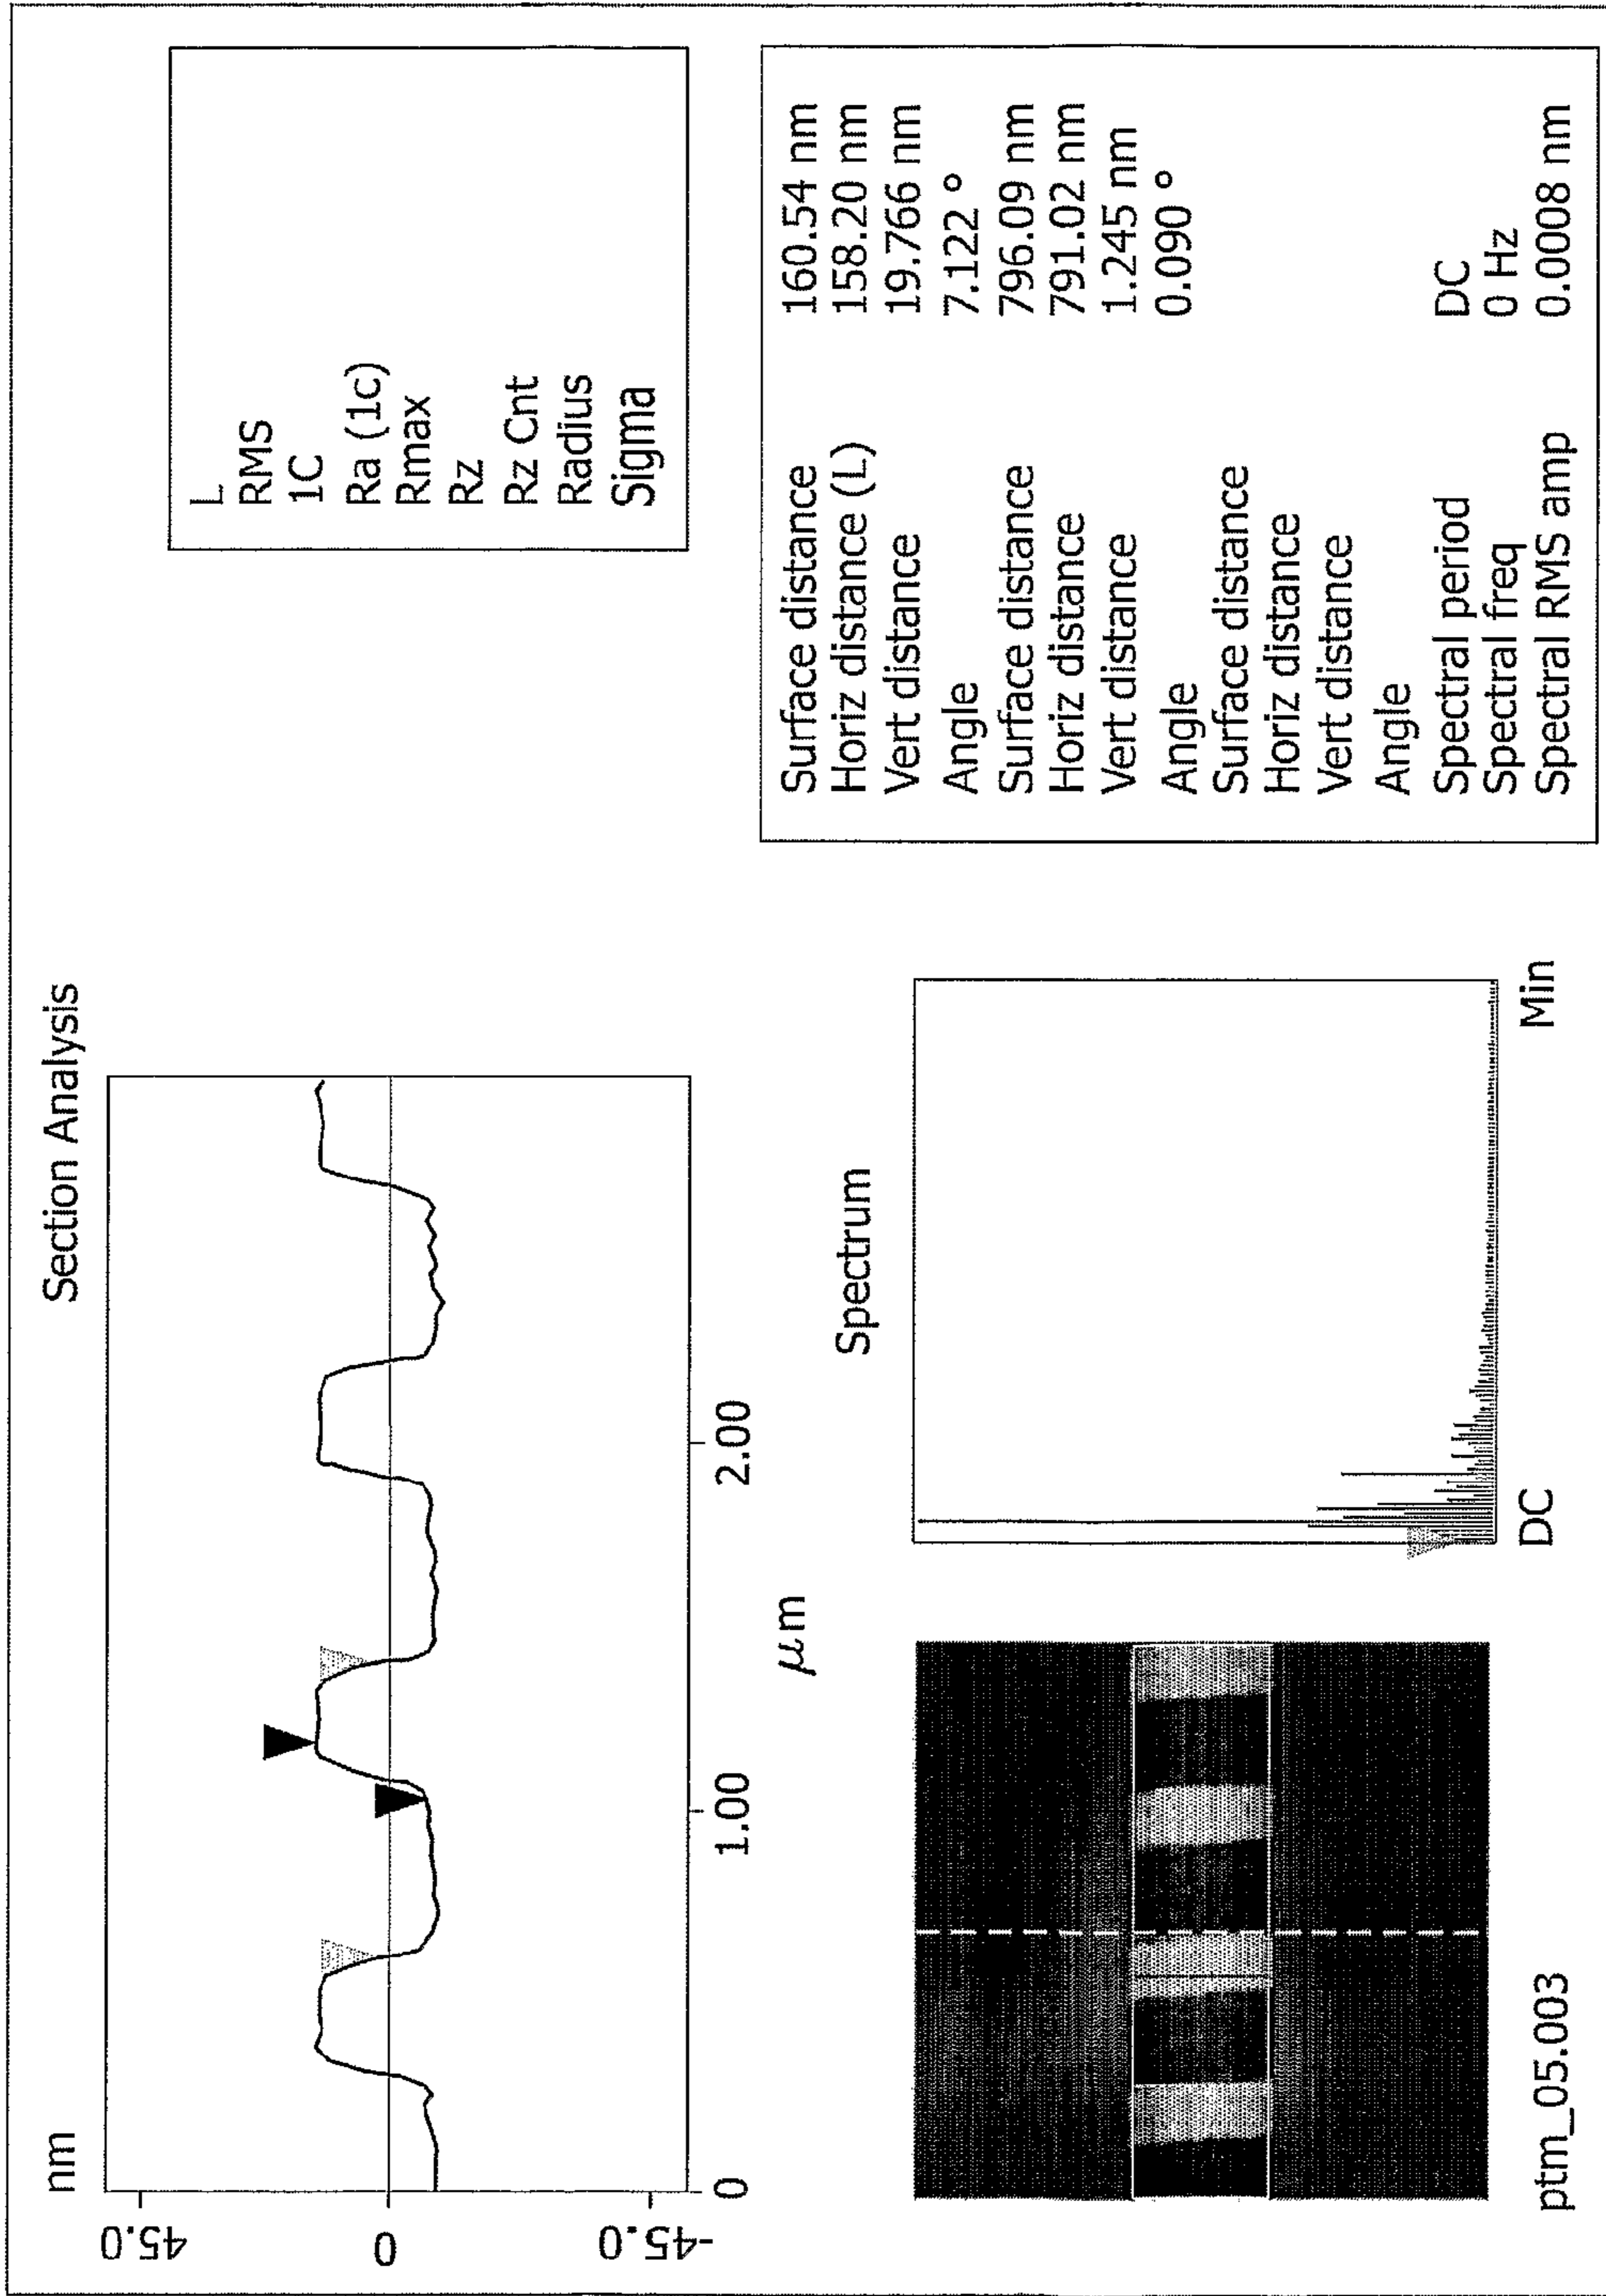 Section Analysis
nm
45.0
0
-45.0
0
1.00
2.00
μm
L
RMS
1C
Ra (1c)
Rmax
Rz
Rz Cnt
Radius
Sigma
Spectrum
DC
Min
ptm_05.003
Surface distance 160.54 nm
Horiz distance (L) 158.20 nm
Vert distance 19.766 nm
Angle 7.122 °
Surface distance 796.09 nm
Horiz distance 791.02 nm
Vert distance 1.245 nm
Angle 0.090 °
Surface distance
Horiz distance
Vert distance
Angle
Spectral period DC
Spectral freq 0 Hz
Spectral RMS amp 0.0008 nm